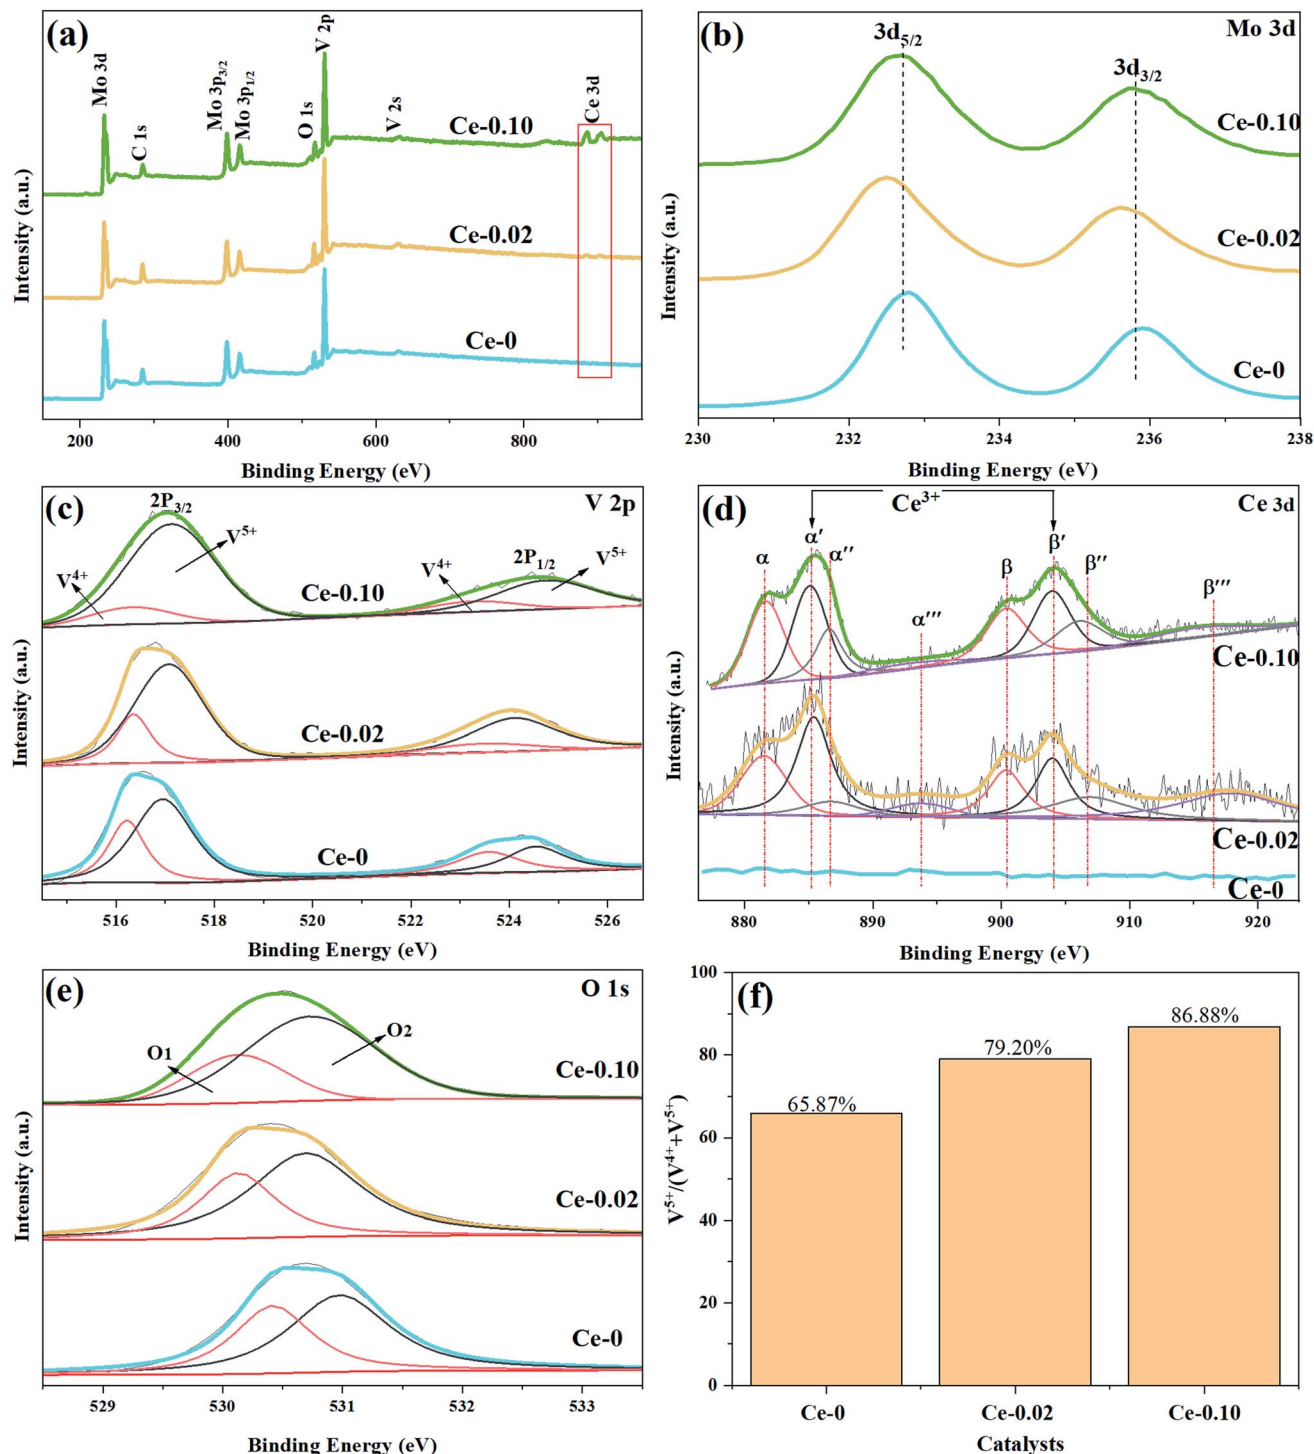 (a)
Mo 3d
C 1s
Mo 3p3/2
Mo 3p1/2
O 1s
V 2p
V 2s
Ce 3d
Ce-0.10
Ce-0.02
Ce-0
Intensity (a.u.)
200 400 600 800
Binding Energy (eV)
(b)
Mo 3d
3d5/2
3d3/2
Ce-0.10
Ce-0.02
Ce-0
Intensity (a.u.)
230 232 234 236 238
Binding Energy (eV)
(c)
2P3/2
V 2p
V5+
V4+
Ce-0.10
V4+
2P1/2
V5+
Ce-0.02
Ce-0
Intensity (a.u.)
516 518 520 522 524 526
Binding Energy (eV)
(d)
Ce3+
Ce 3d
α α′ α′′ α′′′ β β′ β′′ β′′′
Ce-0.10
Ce-0.02
Ce-0
Intensity (a.u.)
880 890 900 910 920
Binding Energy (eV)
(e)
O 1s
O1
O2
Ce-0.10
Ce-0.02
Ce-0
Intensity (a.u.)
529 530 531 532 533
Binding Energy (eV)
(f)
100
80
60
40
20
0
V5+/(V4++V5+)
65.87%
79.20%
86.88%
Ce-0 Ce-0.02 Ce-0.10
Catalysts